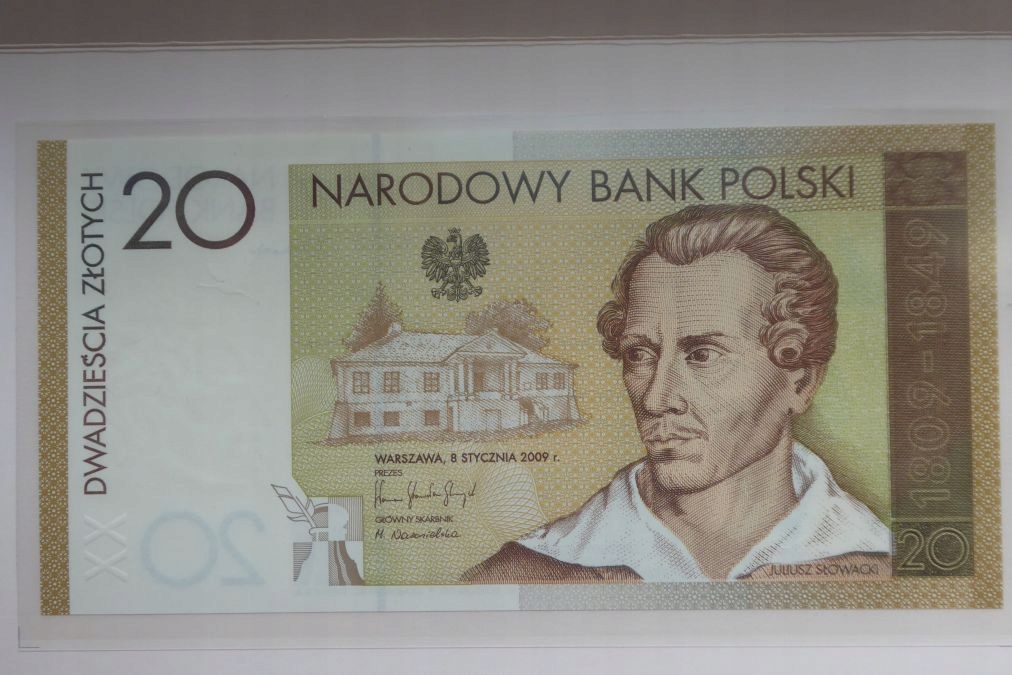 DWADZIEŚCIA ZŁOTYCH
20
NARODOWY BANK POLSKI
WARSZAWA, 8 STYCZNIA 2009 r.
PREZES
GŁÓWNY SKARBNIK
XX
JULIUSZ SŁOWACKI
1809-1849
20